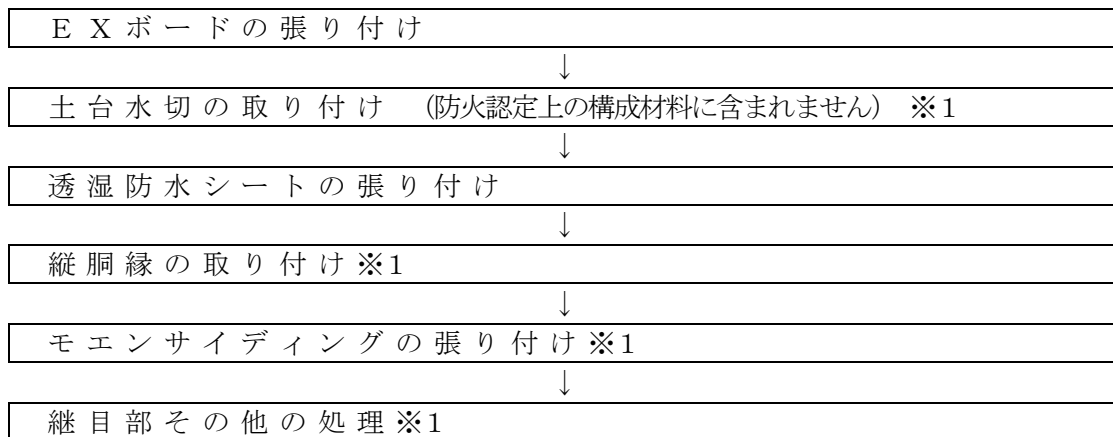 EXボードの張り付け
↓
土台水切の取り付け (防火認定上の構成材料に含まれません) ※1
↓
透湿防水シートの張り付け
↓
縦胴縁の取り付け※1
↓
モエンサイディングの張り付け※1
↓
継目部その他の処理※1